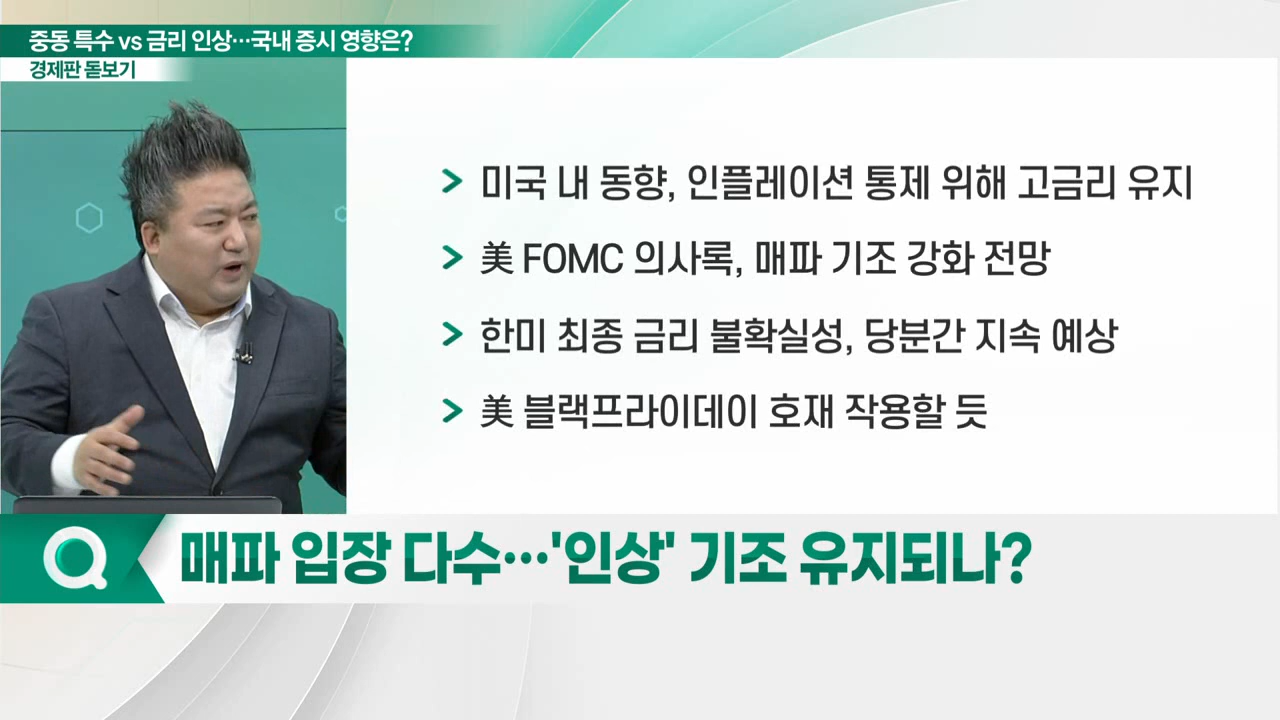 중동 특수 vs 금리 인상…국내 증시 영향은?
경제판 돋보기
> 미국 내 동향, 인플레이션 통제 위해 고금리 유지
> 美 FOMC 의사록, 매파 기조 강화 전망
> 한미 최종 금리 불확실성, 당분간 지속 예상
> 美 블랙프라이데이 호재 작용할 듯
Q 매파 입장 다수…'인상' 기조 유지되나?